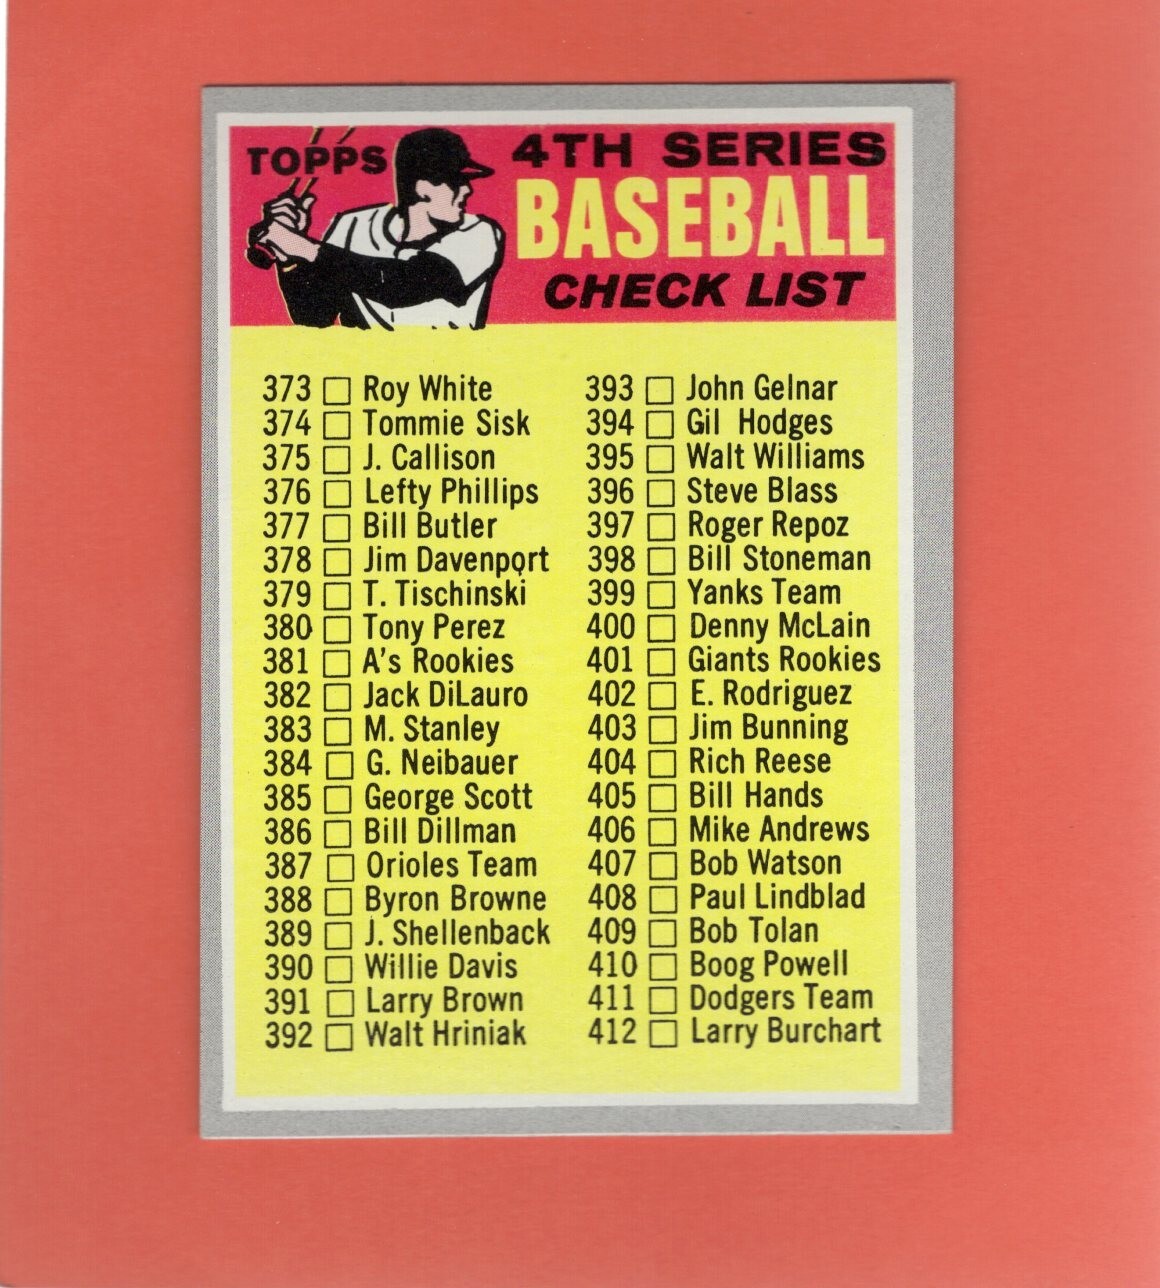 TOPPS
4TH SERIES
BASEBALL
CHECK LIST
373 Roy White
374 Tommie Sisk
375 J. Callison
376 Lefty Phillips
377 Bill Butler
378 Jim Davenport
379 T. Tischinski
380 Tony Perez
381 A's Rookies
382 Jack DiLauro
383 M. Stanley
384 G. Neibauer
385 George Scott
386 Bill Dillman
387 Orioles Team
388 Byron Browne
389 J. Shellenback
390 Willie Davis
391 Larry Brown
392 Walt Hriniak
393 John Gelnar
394 Gil Hodges
395 Walt Williams
396 Steve Blass
397 Roger Repoz
398 Bill Stoneman
399 Yanks Team
400 Denny McLain
401 Giants Rookies
402 E. Rodriguez
403 Jim Bunning
404 Rich Reese
405 Bill Hands
406 Mike Andrews
407 Bob Watson
408 Paul Lindblad
409 Bob Tolan
410 Boog Powell
411 Dodgers Team
412 Larry Burchart